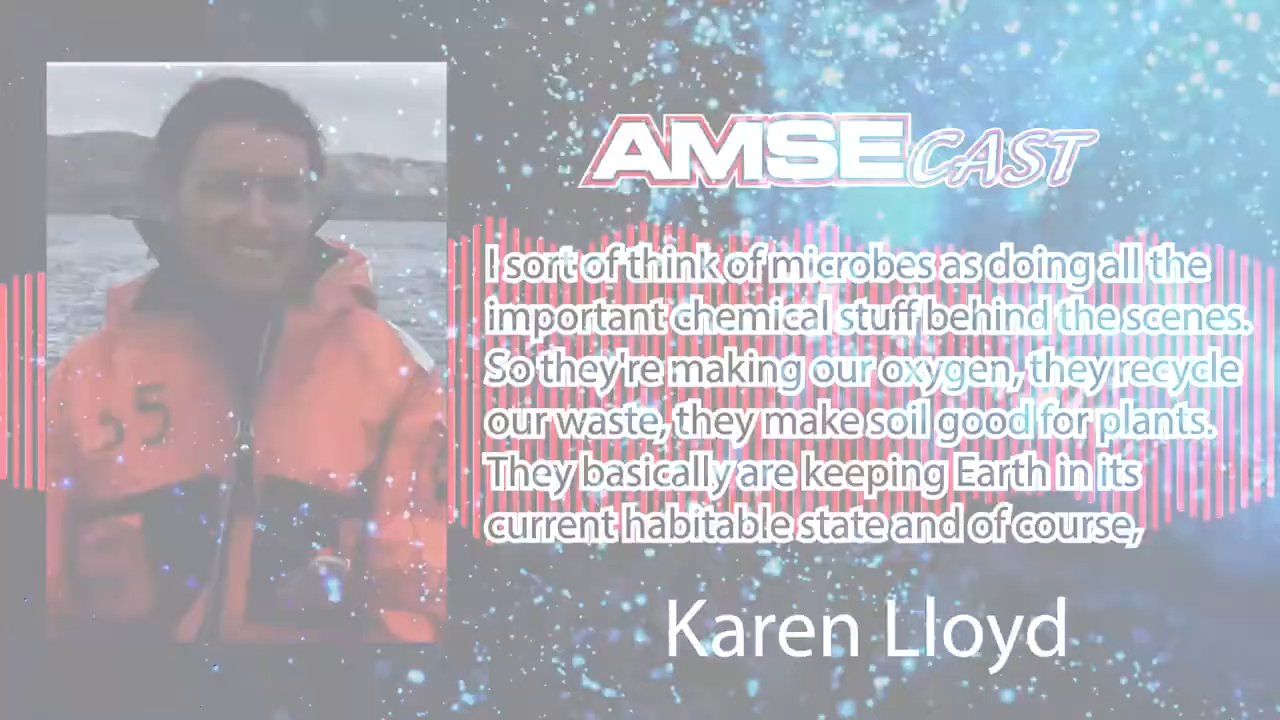 AMSECAST
I sort of think of microbes as doing all the
important chemical stuff behind the scenes.
So they're making our oxygen, they recycle
our waste, they make soil good for plants.
They basically are keeping Earth in its
current habitable state and of course,
Karen Lloyd
35